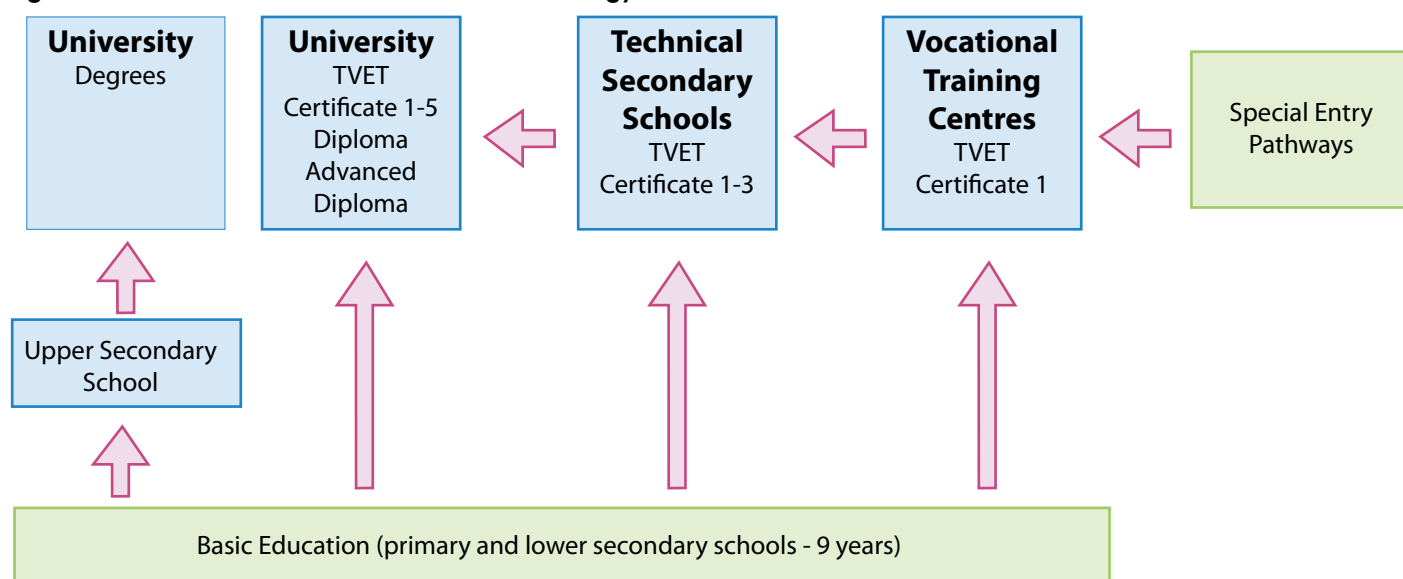 University
Degrees
University
TVET
Certificate 1-5
Diploma
Advanced
Diploma
Technical
Secondary
Schools
TVET
Certificate 1-3
Vocational
Training
Centres
TVET
Certificate 1
Special Entry
Pathways
Upper Secondary
School
Basic Education (primary and lower secondary schools - 9 years)